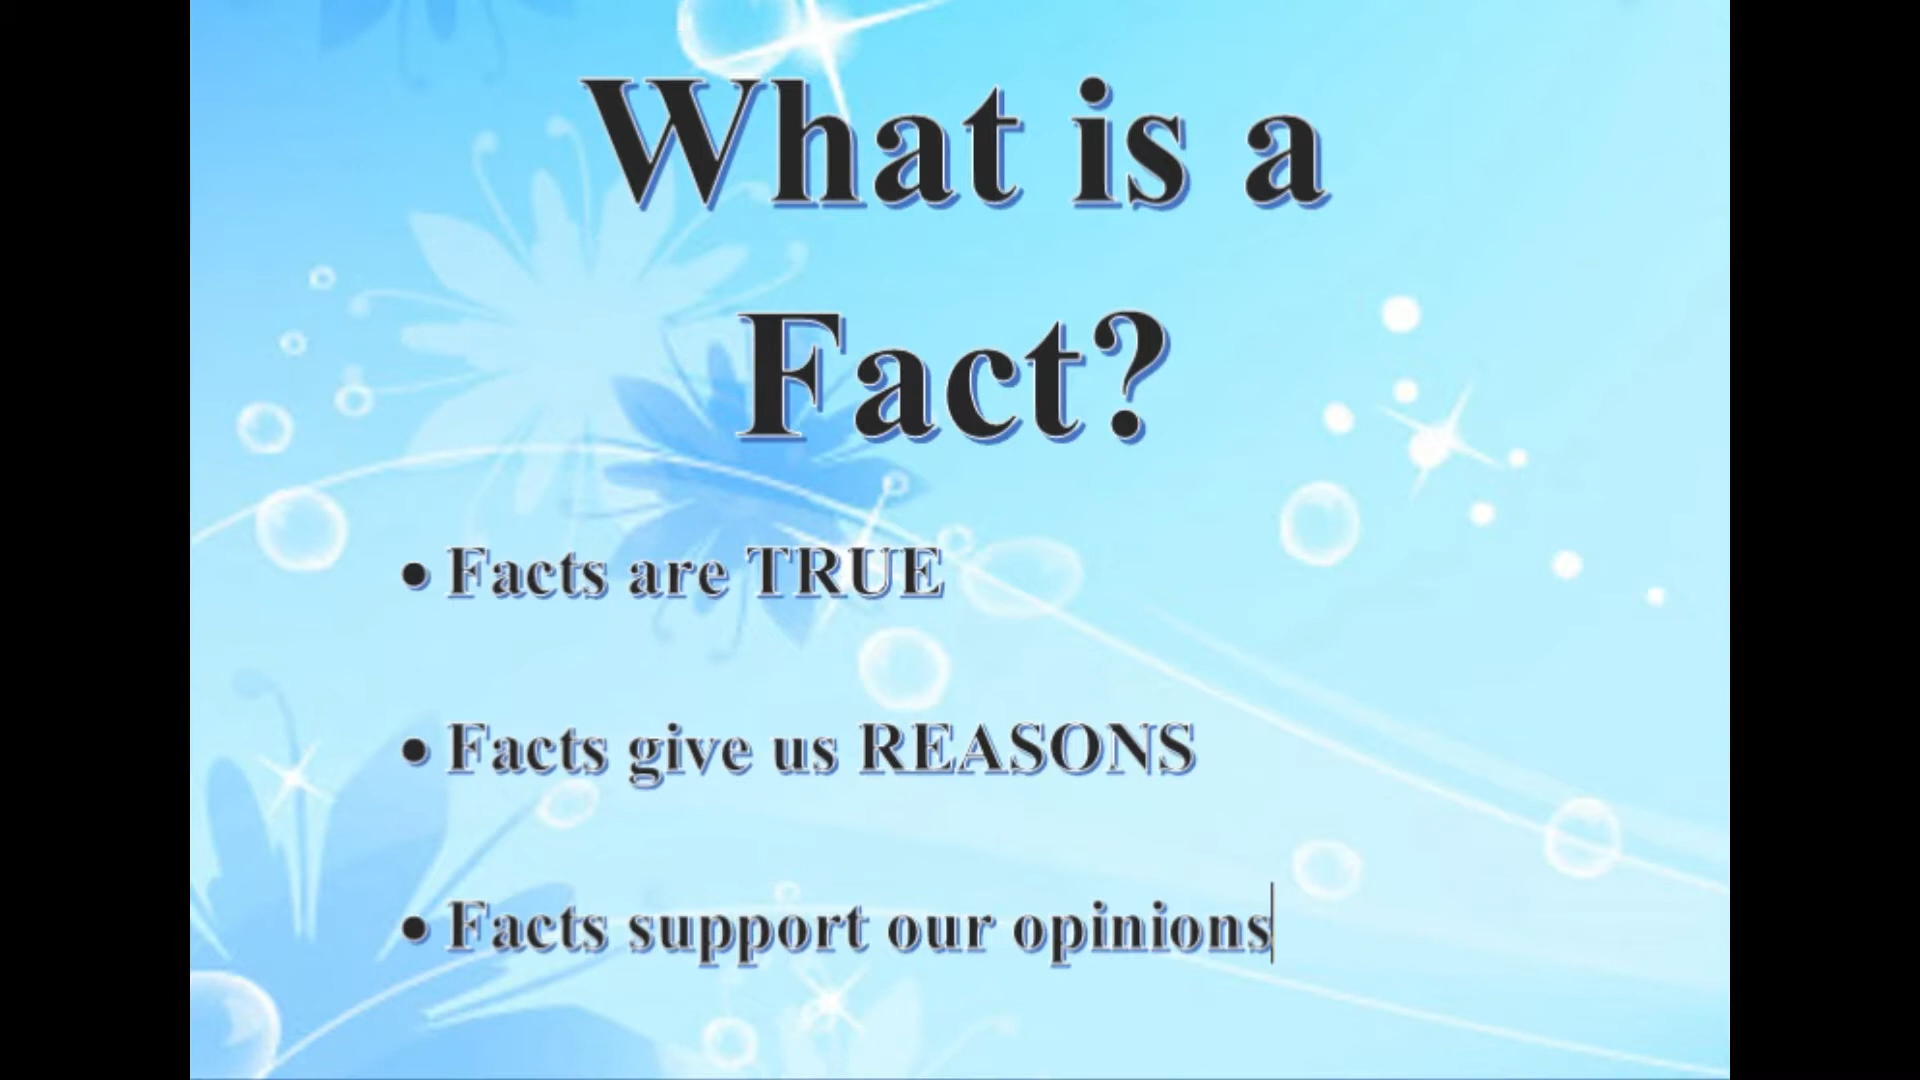 What is a
Fact?
• Facts are TRUE
• Facts give us REASONS
• Facts support our opinions